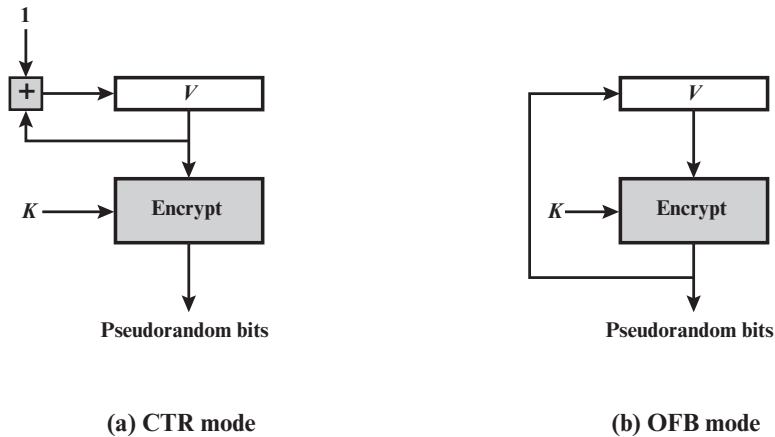 1
+
V
K
Encrypt
Pseudorandom bits
(a) CTR mode
V
K
Encrypt
Pseudorandom bits
(b) OFB mode